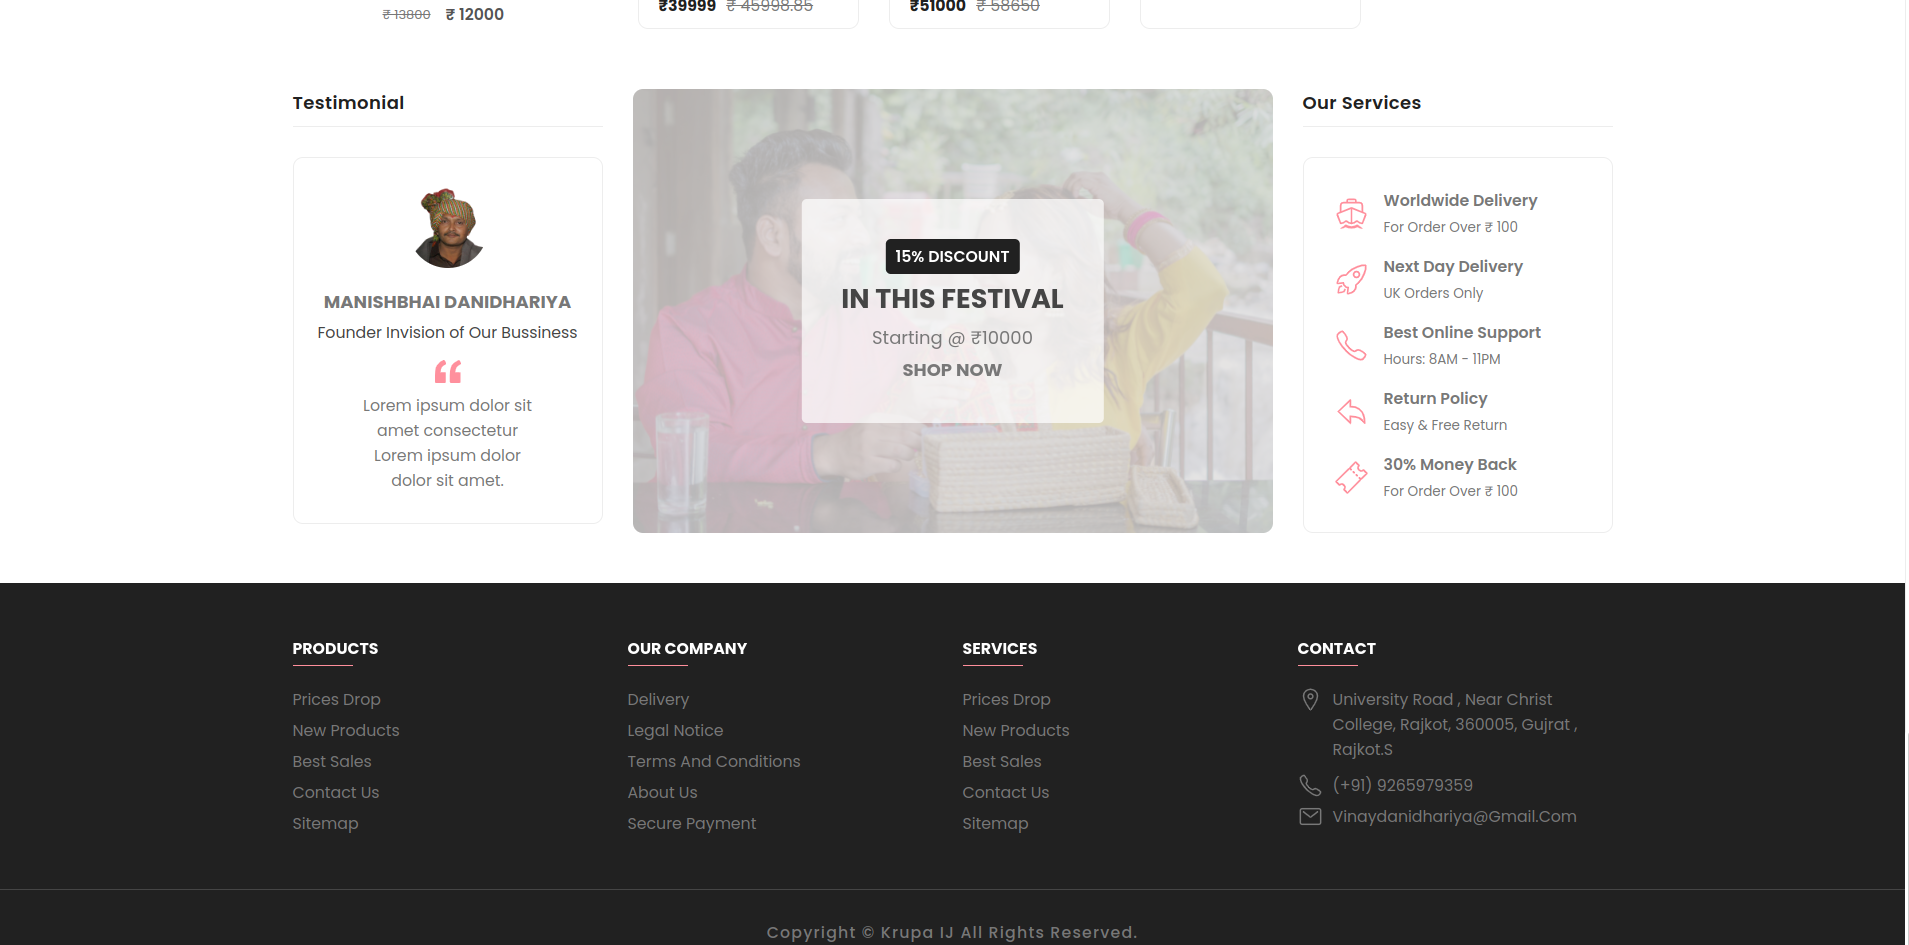 ₹ 13800 ₹ 12000
₹39999 ₹ 45998.85
₹51000 ₹ 58650
Testimonial
MANISHBHAI DANIDHARIYA
Founder Invision of Our Bussiness
“
Lorem ipsum dolor sit
amet consectetur
Lorem ipsum dolor
dolor sit amet.
15% DISCOUNT
IN THIS FESTIVAL
Starting @ ₹10000
SHOP NOW
Our Services
Worldwide Delivery
For Order Over ₹ 100
Next Day Delivery
UK Orders Only
Best Online Support
Hours: 8AM - 11PM
Return Policy
Easy & Free Return
30% Money Back
For Order Over ₹ 100
PRODUCTS
Prices Drop
New Products
Best Sales
Contact Us
Sitemap
OUR COMPANY
Delivery
Legal Notice
Terms And Conditions
About Us
Secure Payment
SERVICES
Prices Drop
New Products
Best Sales
Contact Us
Sitemap
CONTACT
University Road , Near Christ
College, Rajkot, 360005, Gujrat ,
Rajkot.S
(+91) 9265979359
Vinaydanidhariya@Gmail.Com
Copyright © Krupa IJ All Rights Reserved.